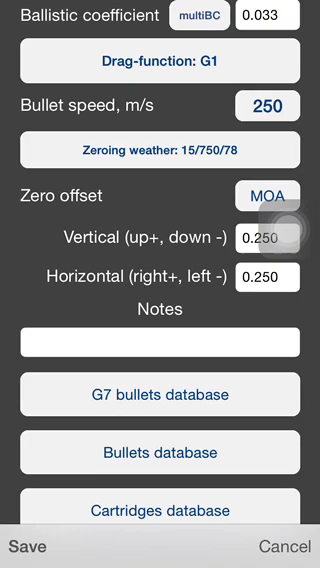 Ballistic coefficient multiBC 0.033
Drag-function: G1
Bullet speed, m/s 250
Zeroing weather: 15/750/78
Zero offset MOA
Vertical (up+, down -) 0.250
Horizontal (right+, left -) 0.250
Notes
G7 bullets database
Bullets database
Cartridges database
Save Cancel